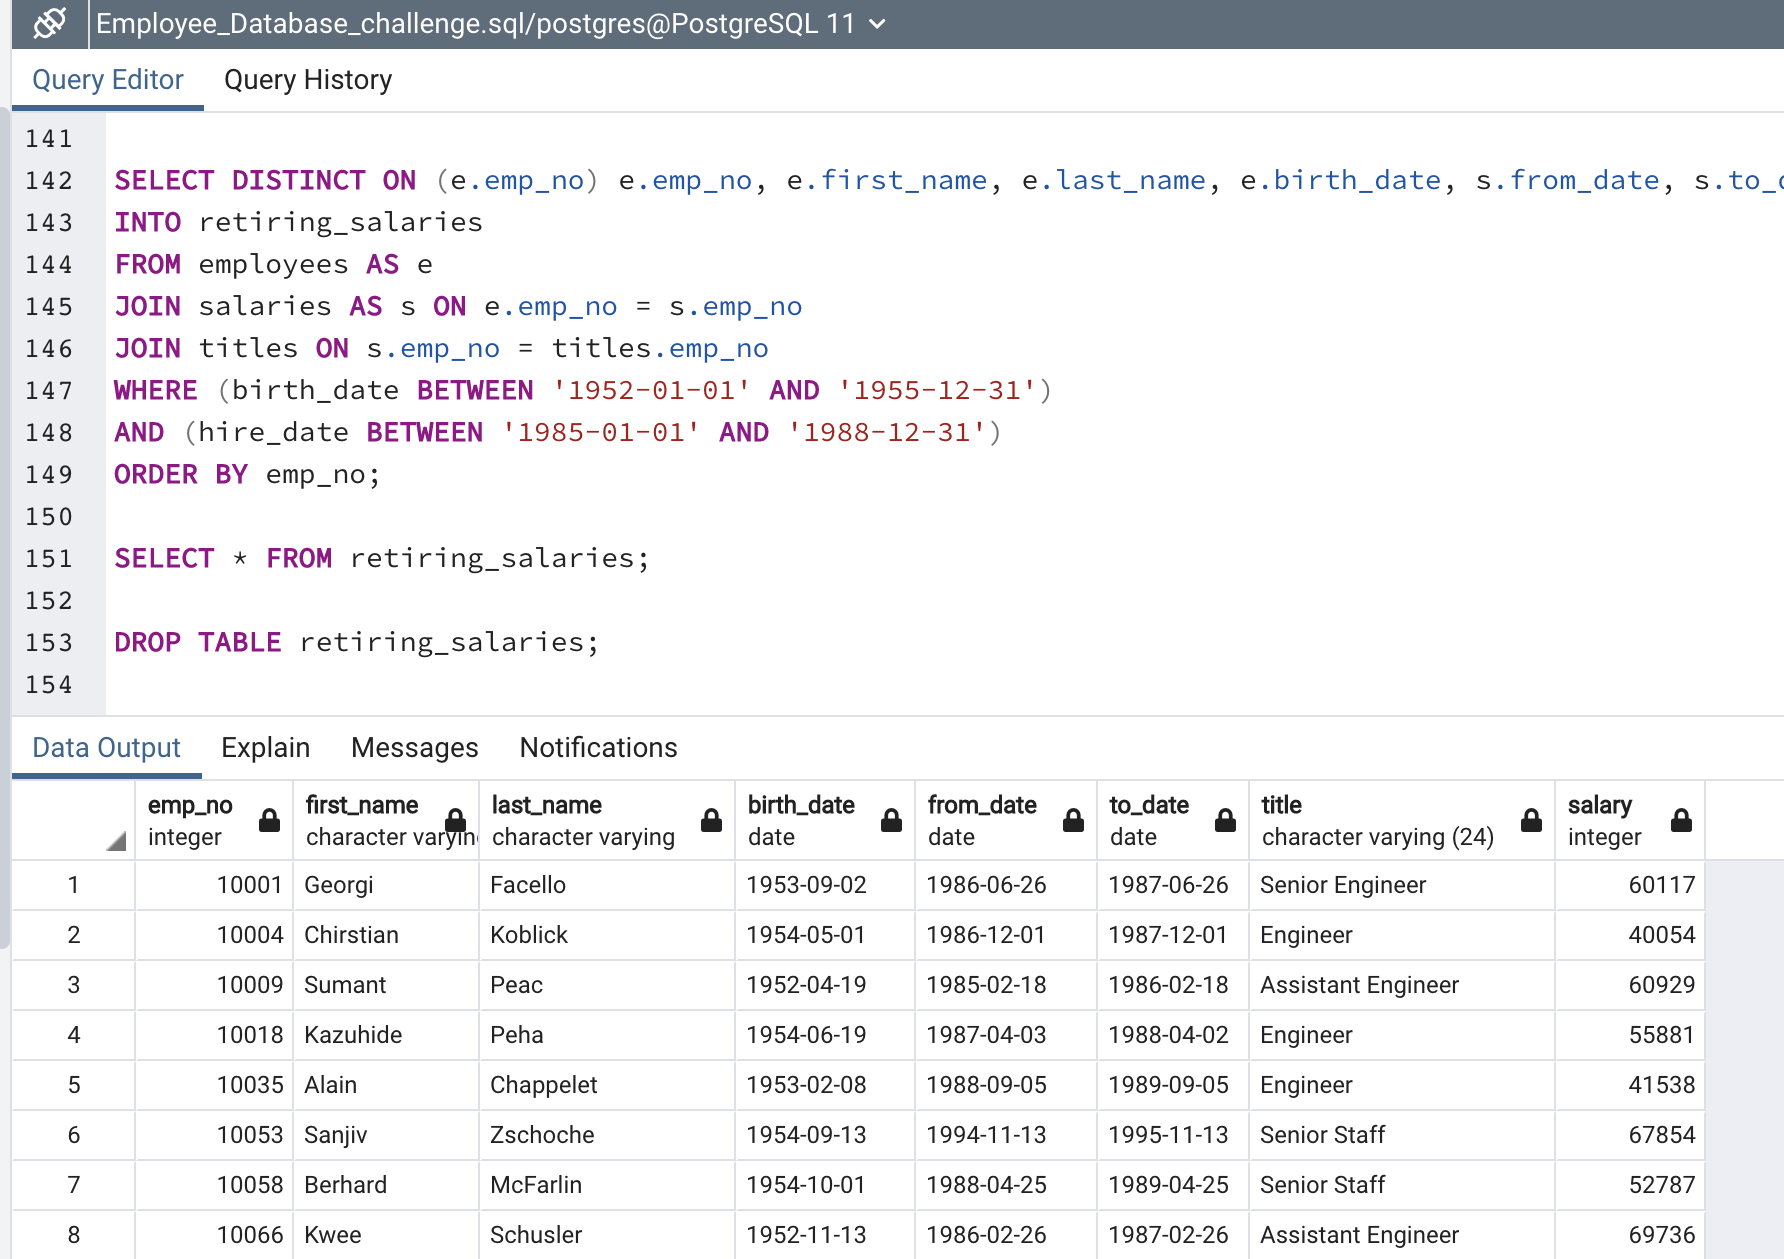 Employee_Database_challenge.sql/postgres@PostgreSQL 11
Query Editor Query History
141
142 SELECT DISTINCT ON (e.emp_no) e.emp_no, e.first_name, e.last_name, e.birth_date, s.from_date, s.to_
143 INTO retiring_salaries
144 FROM employees AS e
145 JOIN salaries AS s ON e.emp_no = s.emp_no
146 JOIN titles ON s.emp_no = titles.emp_no
147 WHERE (birth_date BETWEEN '1952-01-01' AND '1955-12-31')
148 AND (hire_date BETWEEN '1985-01-01' AND '1988-12-31')
149 ORDER BY emp_no;
150
151 SELECT * FROM retiring_salaries;
152
153 DROP TABLE retiring_salaries;
154
Data Output Explain Messages Notifications
emp_no first_name last_name birth_date from_date to_date title salary
integer character varyin character varying date date date character varying (24) integer
1 10001 Georgi Facello 1953-09-02 1986-06-26 1987-06-26 Senior Engineer 60117
2 10004 Chirstian Koblick 1954-05-01 1986-12-01 1987-12-01 Engineer 40054
3 10009 Sumant Peac 1952-04-19 1985-02-18 1986-02-18 Assistant Engineer 60929
4 10018 Kazuhide Peha 1954-06-19 1987-04-03 1988-04-02 Engineer 55881
5 10035 Alain Chappelet 1953-02-08 1988-09-05 1989-09-05 Engineer 41538
6 10053 Sanjiv Zschoche 1954-09-13 1994-11-13 1995-11-13 Senior Staff 67854
7 10058 Berhard McFarlin 1954-10-01 1988-04-25 1989-04-25 Senior Staff 52787
8 10066 Kwee Schusler 1952-11-13 1986-02-26 1987-02-26 Assistant Engineer 69736